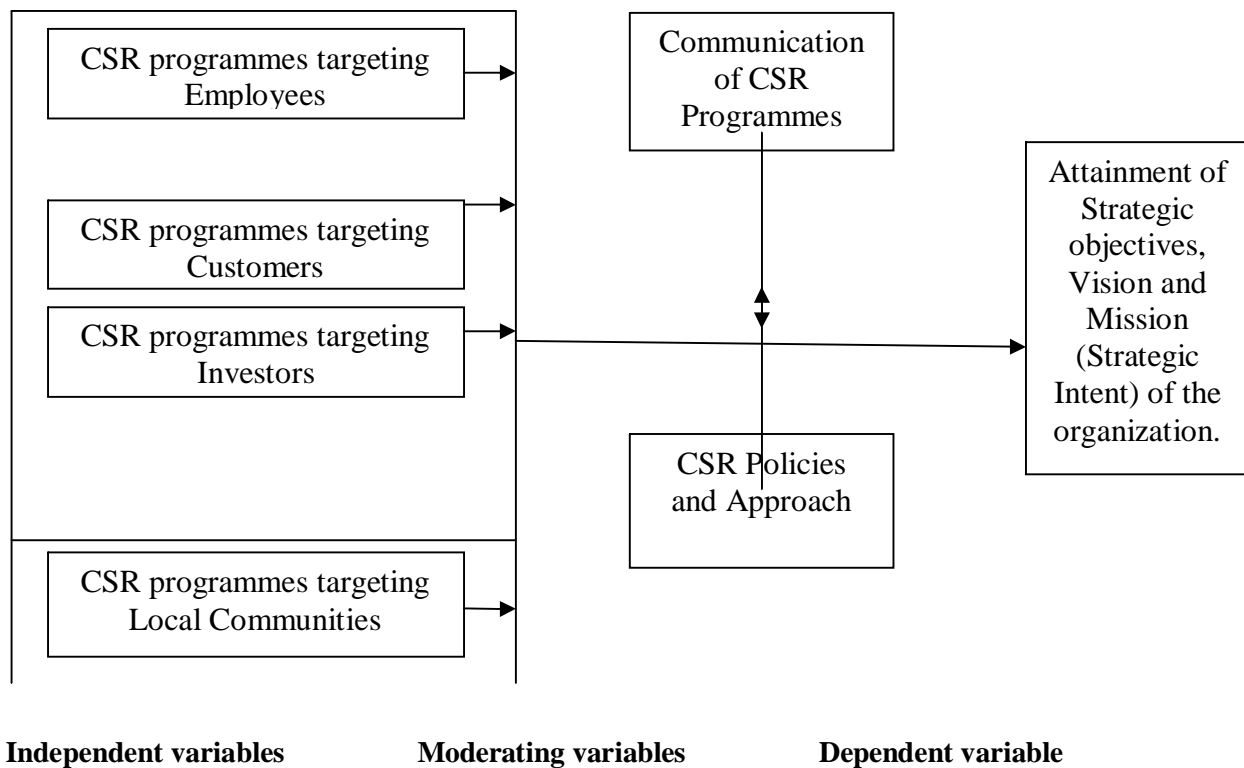 CSR programmes targeting
Employees
CSR programmes targeting
Customers
CSR programmes targeting
Investors
CSR programmes targeting
Local Communities
Communication
of CSR
Programmes
CSR Policies
and Approach
Attainment of
Strategic
objectives,
Vision and
Mission
(Strategic
Intent) of the
organization.
Independent variables
Moderating variables
Dependent variable